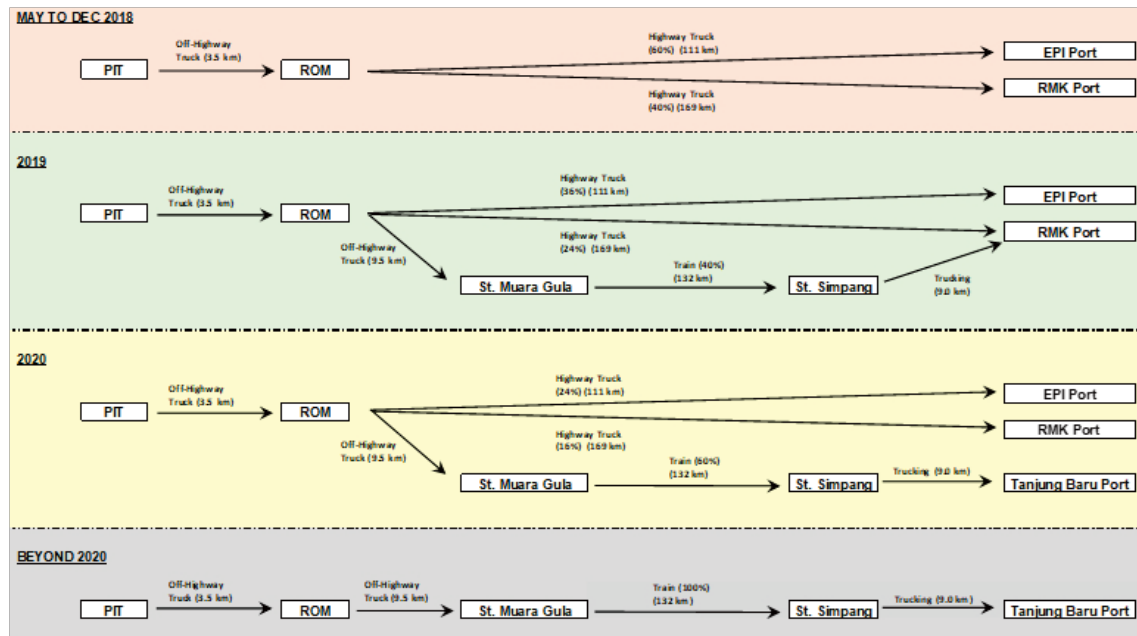 MAY TO DEC 2018
Off-Highway
Truck (3.5 km)
Highway Truck
(60%) (111 km)
PIT
ROM
EPI Port
RMK Port
Highway Truck
(40%) (169 km)
2019
Off-Highway
Truck (3.5 km)
Highway Truck
(36%) (111 km)
PIT
ROM
EPI Port
RMK Port
Highway Truck
(24%) (169 km)
Off-Highway
Truck (9.5 km)
Train (40%)
(132 km)
Trucking
(9.0 km)
St. Muara Gula
St. Simpang
2020
Off-Highway
Truck (3.5 km)
Highway Truck
(24%) (111 km)
PIT
ROM
EPI Port
RMK Port
Highway Truck
(16%) (169 km)
Off-Highway
Truck (9.5 km)
Train (60%)
(132 km)
Trucking (9.0 km)
St. Muara Gula
St. Simpang
Tanjung Baru Port
BEYOND 2020
Off-Highway
Truck (3.5 km)
Off-Highway
Truck (9.5 km)
Train (100%)
(132 km)
Trucking (9.0 km)
PIT
ROM
St. Muara Gula
St. Simpang
Tanjung Baru Port